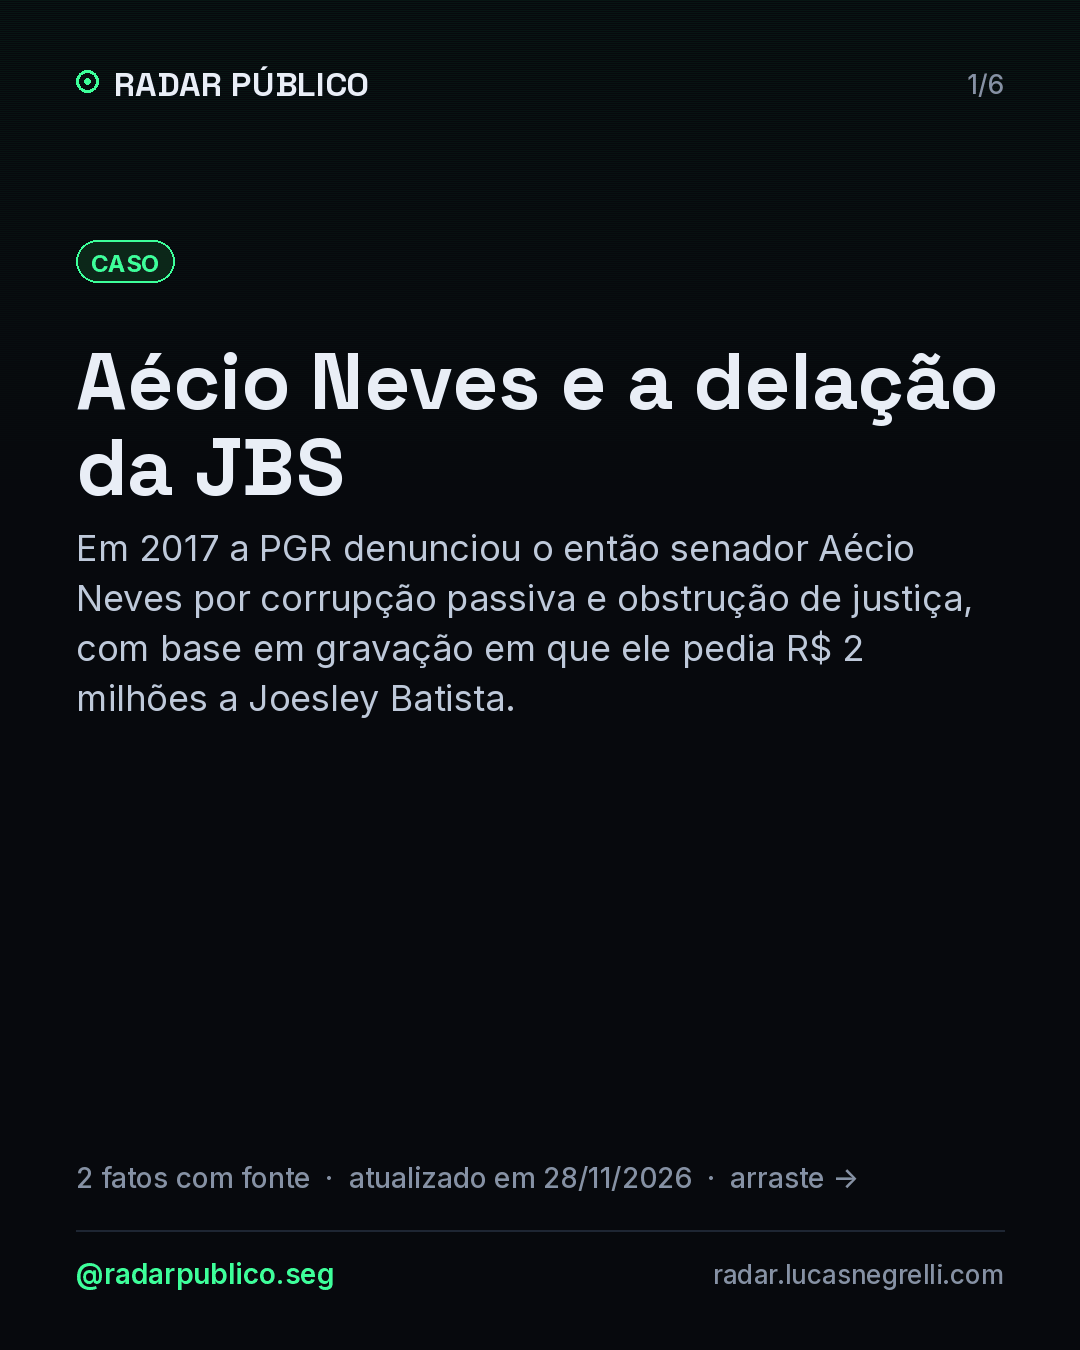 RADAR PÚBLICO
1/6
CASO
Aécio Neves e a delação
da JBS
Em 2017 a PGR denunciou o então senador Aécio
Neves por corrupção passiva e obstrução de justiça,
com base em gravação em que ele pedia R$ 2
milhões a Joesley Batista.
2 fatos com fonte · atualizado em 28/11/2026 · arraste →
@radarpublico.seg
radar.lucasnegrelli.com